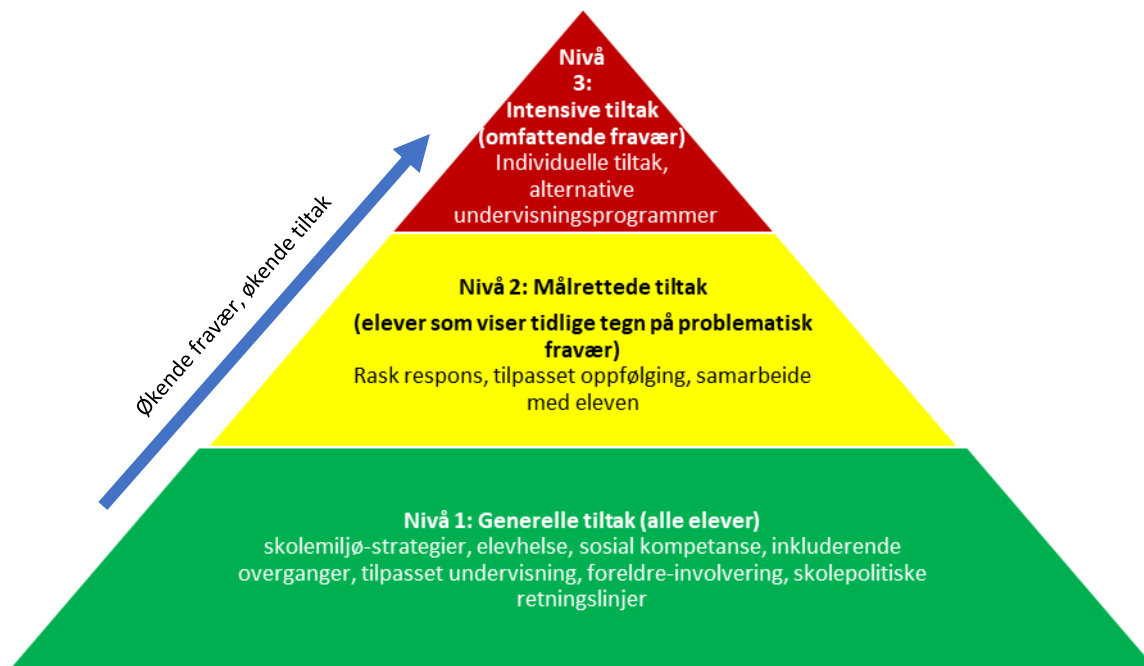 Nivå
3:
Intensive tiltak
(omfattende fravær)
Individuelle tiltak,
alternative
undervisningsprogrammer
Økende fravær, økende tiltak
Nivå 2: Målrettede tiltak
(elever som viser tidlige tegn på problematisk
fravær)
Rask respons, tilpasset oppfølging, samarbeide
med eleven
Nivå 1: Generelle tiltak (alle elever)
skolemiljø-strategier, elevhelse, sosial kompetanse, inkluderende
overganger, tilpasset undervisning, foreldre-involvering, skolepolitiske
retningslinjer